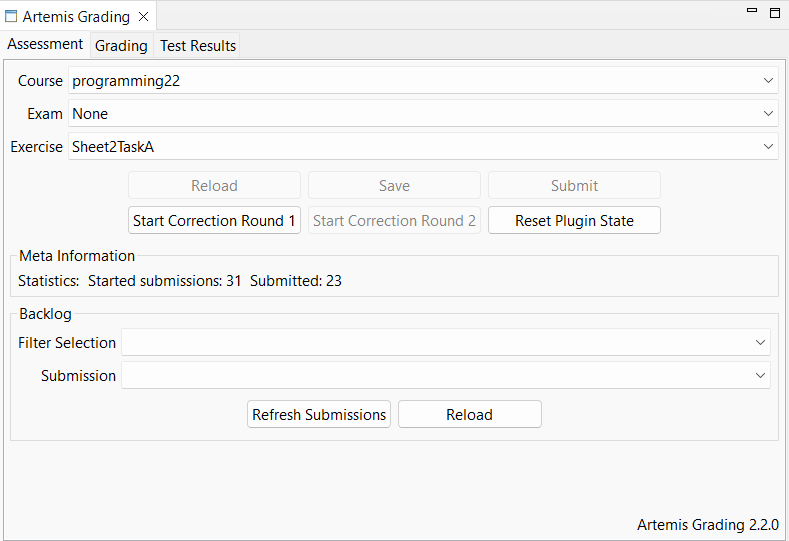 Artemis Grading
Assessment Grading Test Results
Course programming22
Exam None
Exercise Sheet2TaskA
Reload Save Submit
Start Correction Round 1 Start Correction Round 2 Reset Plugin State
Meta Information
Statistics: Started submissions: 31 Submitted: 23
Backlog
Filter Selection
Submission
Refresh Submissions Reload
Artemis Grading 2.2.0